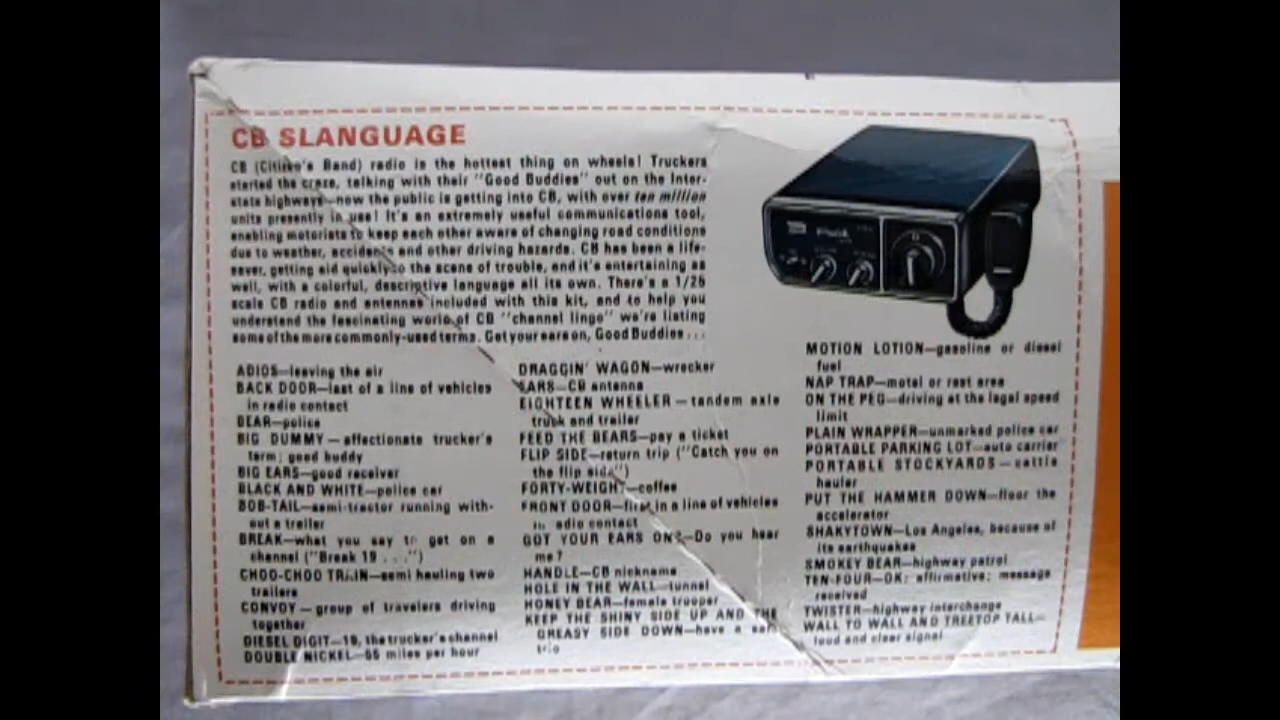 CB SLANGUAGE
CB (Citizen's Band) radio is the hottest thing on wheels! Truckers
started the craze, talking with their "Good Buddies" out on the Inter-
state highways—now the public is getting into CB, with over ten million
units presently in use! It's an extremely useful communications tool,
enabling motorists to keep each other aware of changing road conditions
due to weather, accidents and other driving hazards. CB has been a life-
saver, getting aid quickly to the scene of trouble, and it's entertaining as
well, with a colorful, descriptive language all its own. There's a 1/25
scale CB radio and antennas included with this kit, and to help you
understand the fascinating world of CB "channel lingo" we're listing
some of the more commonly-used terms. Get your ears on, Good Buddies . . .
ADIOS—leaving the air
BACK DOOR—last of a line of vehicles
in radio contact
BEAR—police
BIG DUMMY—affectionate trucker's
term; good buddy
BIG EARS—good receiver
BLACK AND WHITE—police car
BOB-TAIL—semi-tractor running with-
out a trailer
BREAK—what you say to get on a
channel ("Break 19 . . .")
CHOO-CHOO TRAIN—semi hauling two
trailers
CONVOY—group of travelers driving
together
DIESEL DIGIT—19, the trucker's channel
DOUBLE NICKEL—55 miles per hour
DRAGGIN' WAGON—wrecker
EARS—CB antenna
EIGHTEEN WHEELER—tandem axle
truck and trailer
FEED THE BEARS—pay a ticket
FLIP SIDE—return trip ("Catch you on
the flip side")
FORTY-WEIGHT—coffee
FRONT DOOR—first in a line of vehicles
in radio contact
GOT YOUR EARS ON?—Do you hear
me?
HANDLE—CB nickname
HOLE IN THE WALL—tunnel
HONEY BEAR—female trooper
KEEP THE SHINY SIDE UP AND THE
GREASY SIDE DOWN—have a safe
trip
MOTION LOTION—gasoline or diesel
fuel
NAP TRAP—motel or rest area
ON THE PEG—driving at the legal speed
limit
PLAIN WRAPPER—unmarked police car
PORTABLE PARKING LOT—auto carrier
PORTABLE STOCKYARDS—cattle
hauler
PUT THE HAMMER DOWN—floor the
accelerator
SHAKYTOWN—Los Angeles, because of
its earthquakes
SMOKEY BEAR—highway patrol
TEN-FOUR—OK; affirmative; message
received
TWISTER—highway interchange
WALL TO WALL AND TREETOP TALL—
loud and clear signal